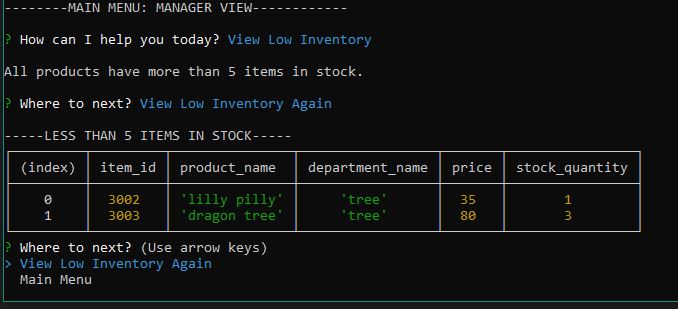 --------MAIN MENU: MANAGER VIEW------------
? How can I help you today? View Low Inventory
All products have more than 5 items in stock.
? Where to next? View Low Inventory Again
-----LESS THAN 5 ITEMS IN STOCK-----
(index) item_id product_name department_name price stock_quantity
0 3002 'lilly pilly' 'tree' 35 1
1 3003 'dragon tree' 'tree' 80 3
? Where to next? (Use arrow keys)
> View Low Inventory Again
Main Menu